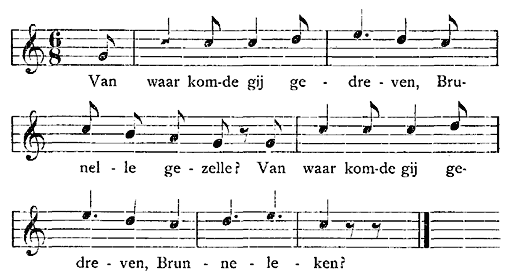 6
8
Van waar kom-de gij ge - dre - ven, Bru-
nel - le ge - zelle? Van waar kom-de gij ge-
dre - ven, Brun - ne - le - ken?